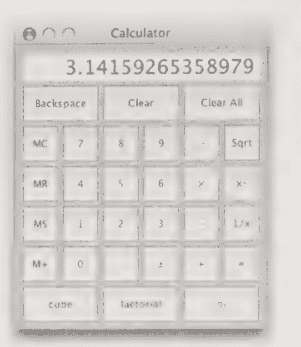 Calculator
3.14159265358979
Backspace Clear Clear All
MC 7 8 9 Sqrt
MR 4 5 6
MS 1 2 3 1/x
M+ 0 ± + =
cube factorial